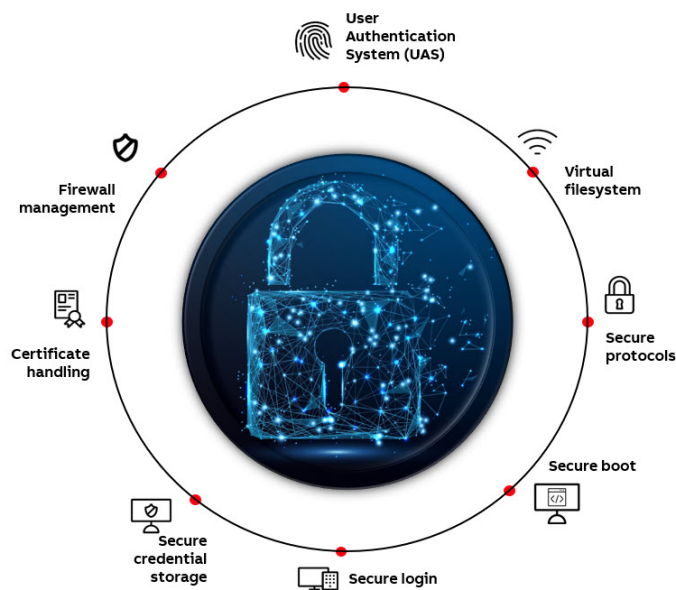 User
Authentication
System (UAS)
Virtual
filesystem
Secure
protocols
Secure boot
Secure login
Secure
credential
storage
Certificate
handling
Firewall
management